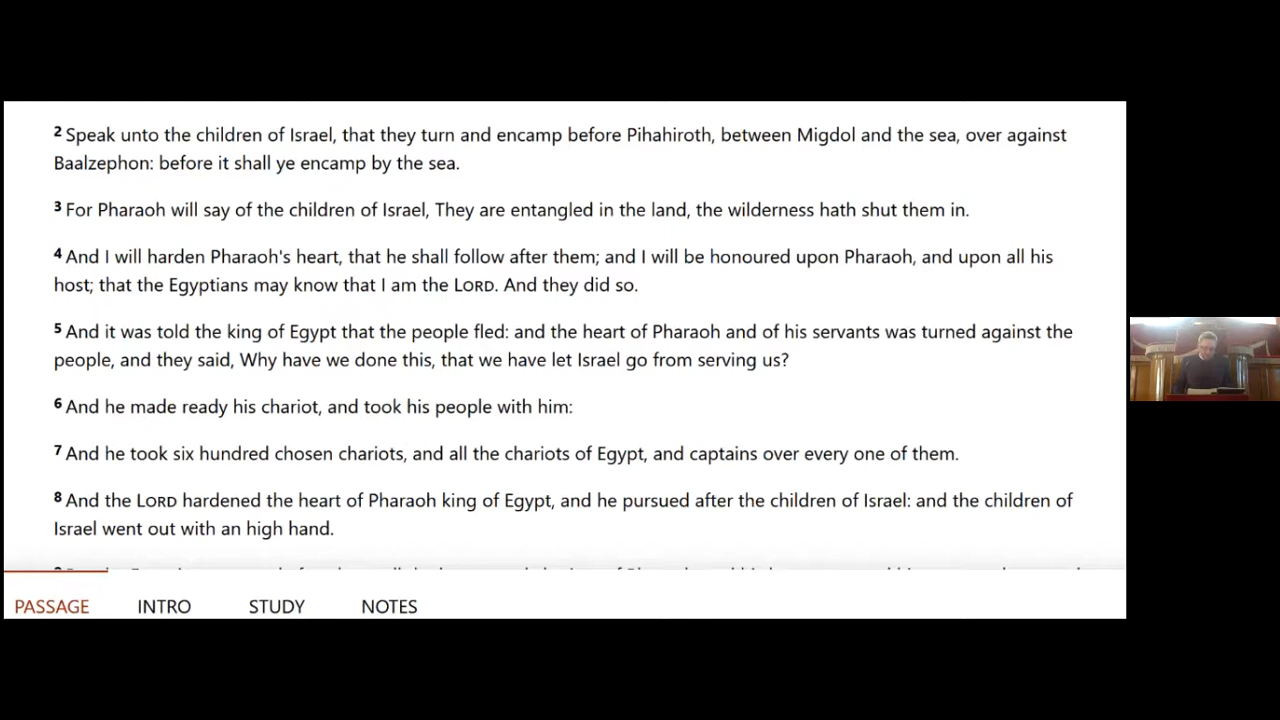 2 Speak unto the children of Israel, that they turn and encamp before Pihahiroth, between Migdol and the sea, over against
Baalzephon: before it shall ye encamp by the sea.
3 For Pharaoh will say of the children of Israel, They are entangled in the land, the wilderness hath shut them in.
4 And I will harden Pharaoh's heart, that he shall follow after them; and I will be honoured upon Pharaoh, and upon all his
host; that the Egyptians may know that I am the LORD. And they did so.
5 And it was told the king of Egypt that the people fled: and the heart of Pharaoh and of his servants was turned against the
people, and they said, Why have we done this, that we have let Israel go from serving us?
6 And he made ready his chariot, and took his people with him:
7 And he took six hundred chosen chariots, and all the chariots of Egypt, and captains over every one of them.
8 And the LORD hardened the heart of Pharaoh king of Egypt, and he pursued after the children of Israel: and the children of
Israel went out with an high hand.
PASSAGE INTRO STUDY NOTES